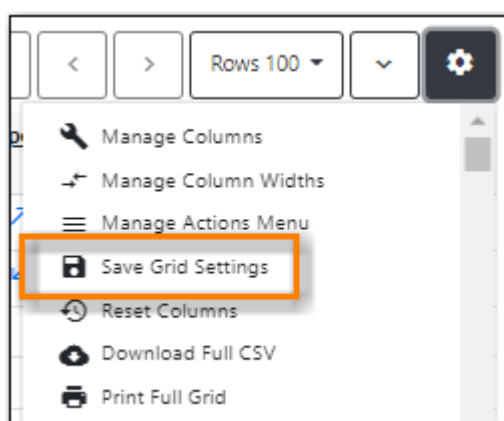 Rows 100
Manage Columns
Manage Column Widths
Manage Actions Menu
Save Grid Settings
Reset Columns
Download Full CSV
Print Full Grid